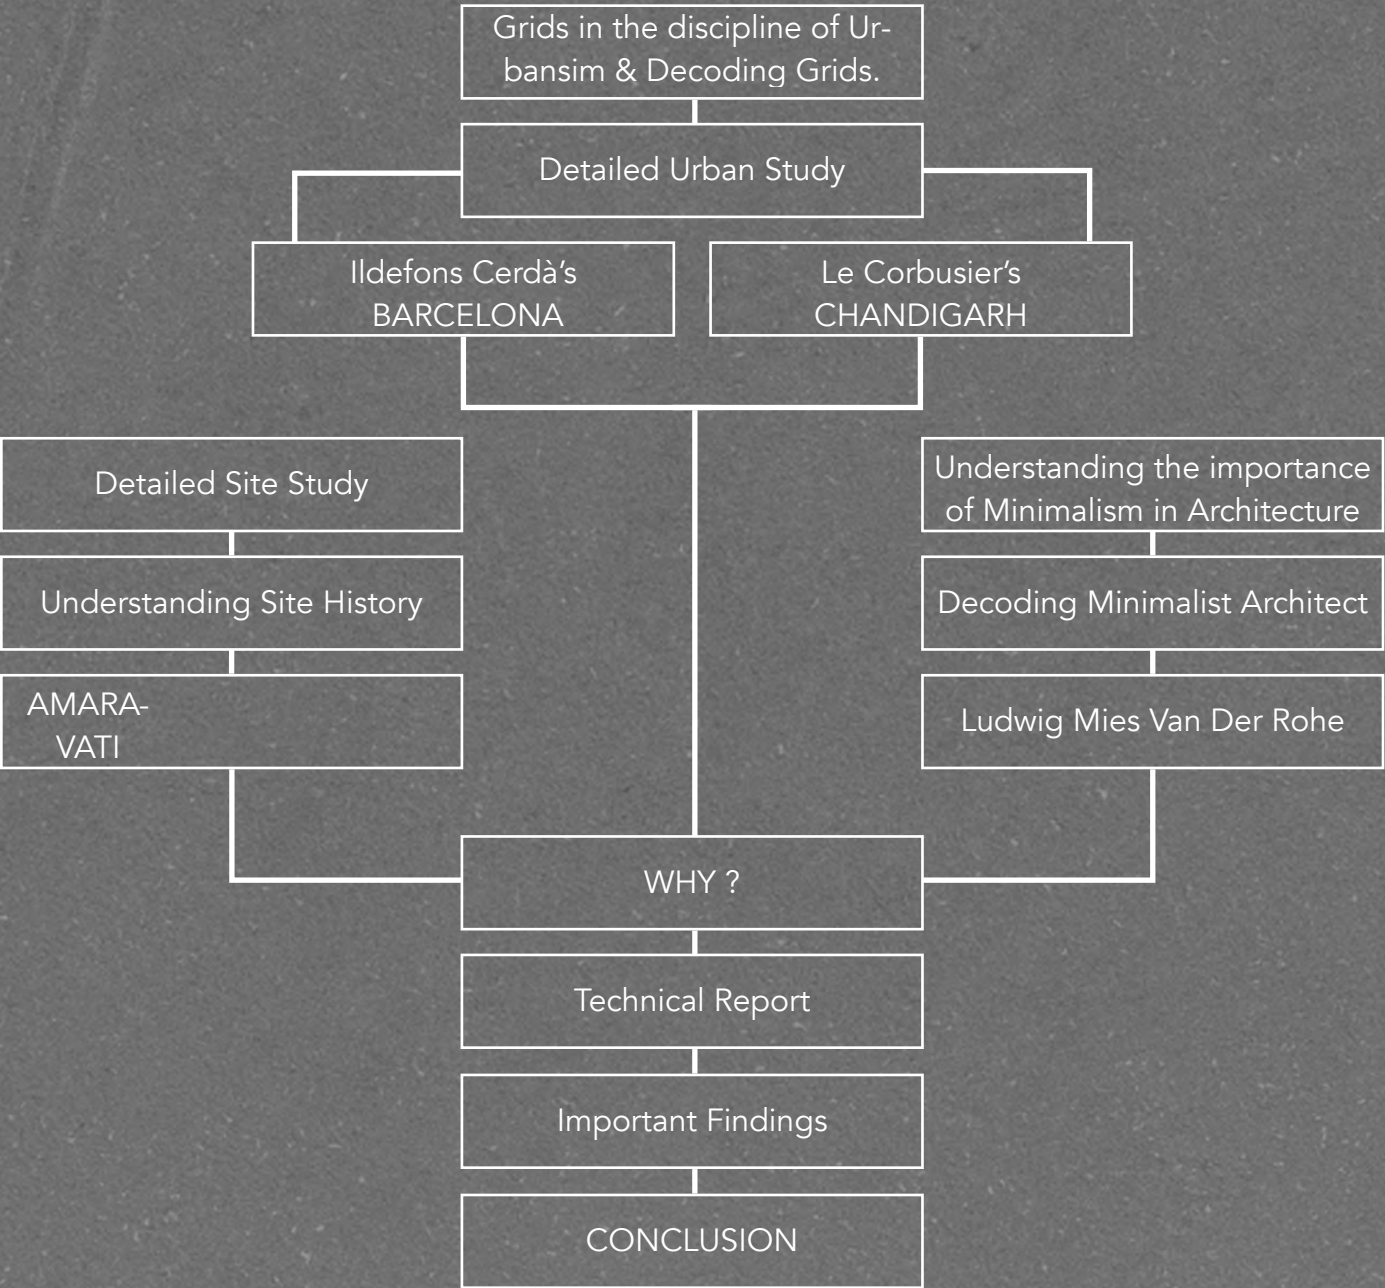 Grids in the discipline of Ur-
bansim & Decoding Grids.
Detailed Urban Study
Ildefons Cerdà's
BARCELONA
Le Corbusier's
CHANDIGARH
Detailed Site Study
Understanding Site History
AMARA-
VATI
Understanding the importance
of Minimalism in Architecture
Decoding Minimalist Architect
Ludwig Mies Van Der Rohe
WHY ?
Technical Report
Important Findings
CONCLUSION